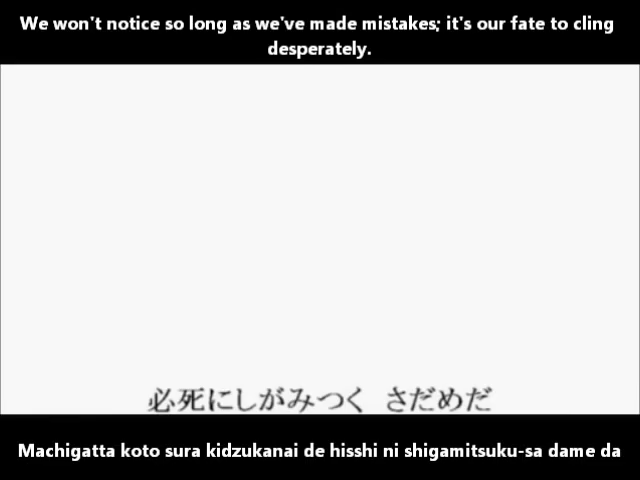 We won't notice so long as we've made mistakes; it's our fate to cling
desperately.
必死にしがみつく さだめだ
Machigatta koto sura kidzukanai de hisshi ni shigamitsuku-sa dame da